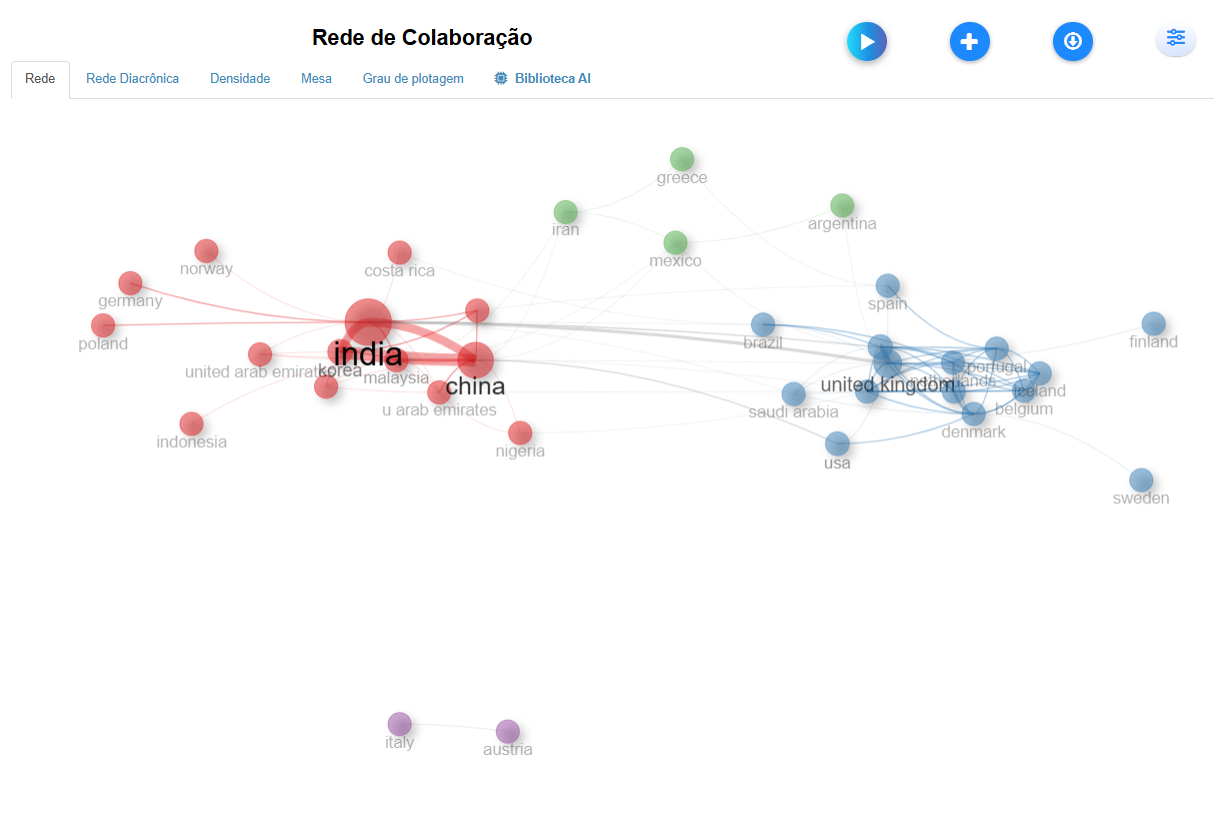 Rede de Colaboração
Rede
Rede Diacrônica
Densidade
Mesa
Grau de plotagem
Biblioteca AI
greece
iran
argentina
mexico
norway
costa rica
germany
spain
poland
brazil
finland
india
korea
united arab emirates
malaysia
china
u arab emirates
portugal
netherlands
united kingdom
iceland
belgium
saudi arabia
denmark
indonesia
nigeria
usa
sweden
italy
austria